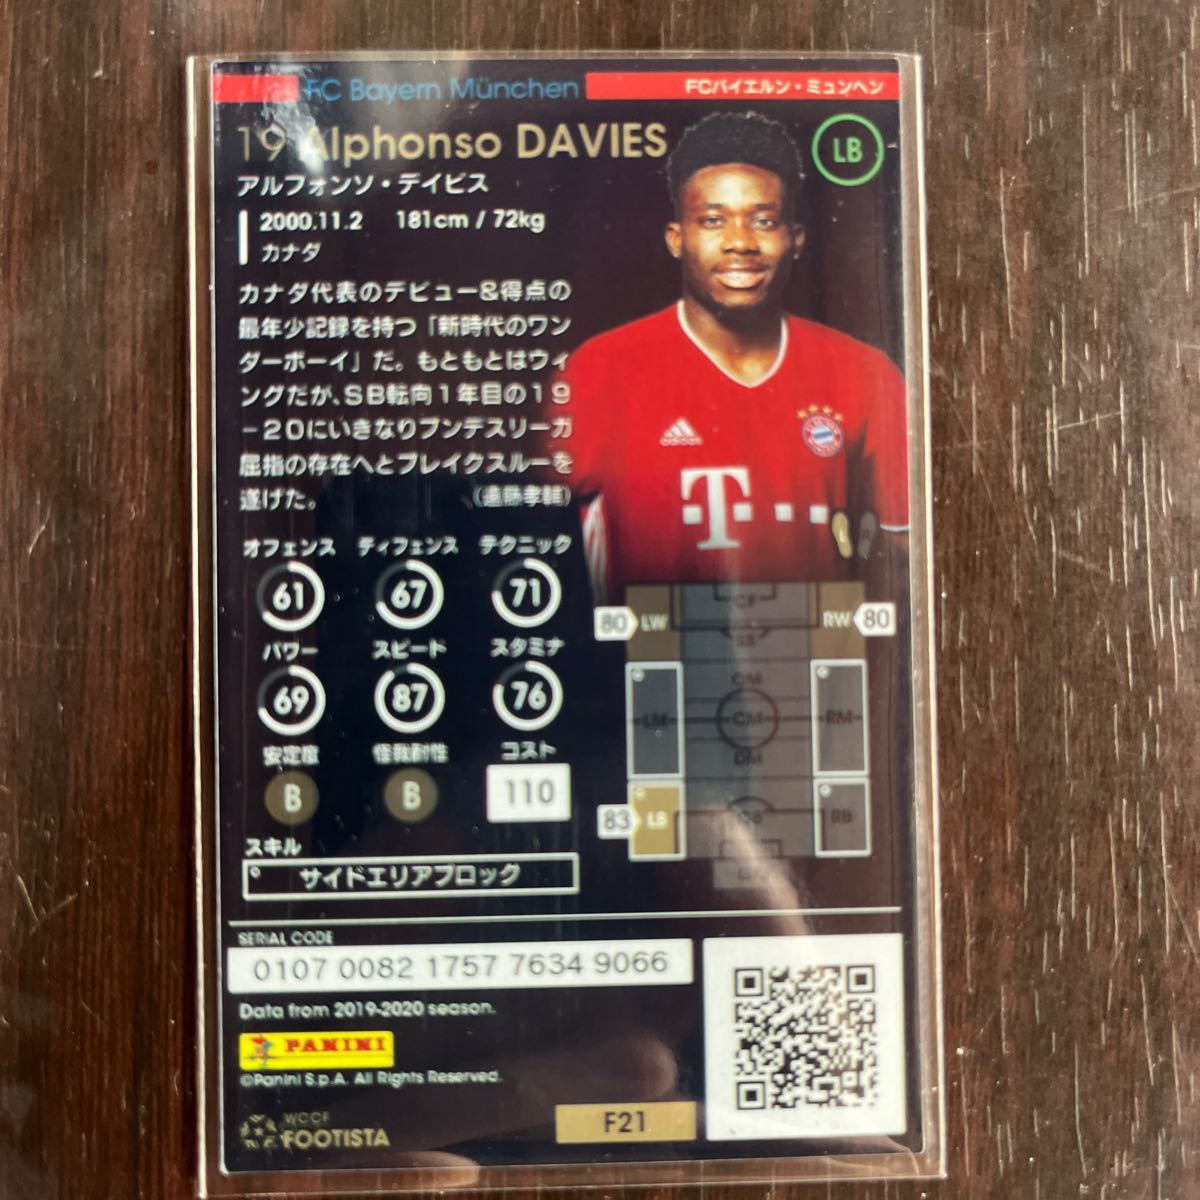 FC Bayern München
FCバイエルン・ミュンヘン
19 Alphonso DAVIES
LB
アルフォンソ・デイビス
2000.11.2 181cm / 72kg
カナダ
カナダ代表のデビュー&得点の
最年少記録を持つ「新時代のワン
ダーボーイ」だ。もともとはウィ
ングだが、SB転向1年目の19
-20にいきなりブンデスリーガ
屈指の存在へとブレイクスルーを
遂げた。 (遠藤孝輔)
オフェンス ディフェンス テクニック
61 67 71
パワー スピード スタミナ
69 87 76
安定度 怪我耐性 コスト
B B 110
スキル
サイドエリアブロック
T
80 LW CF RW 80
LM OM CM DM RM
83 LB CB RB
SERIAL CODE
0107 0082 1757 7634 9066
Data from 2019-2020 season.
PANINI
©Panini S.p.A. All Rights Reserved.
WCCF
FOOTISTA
F21